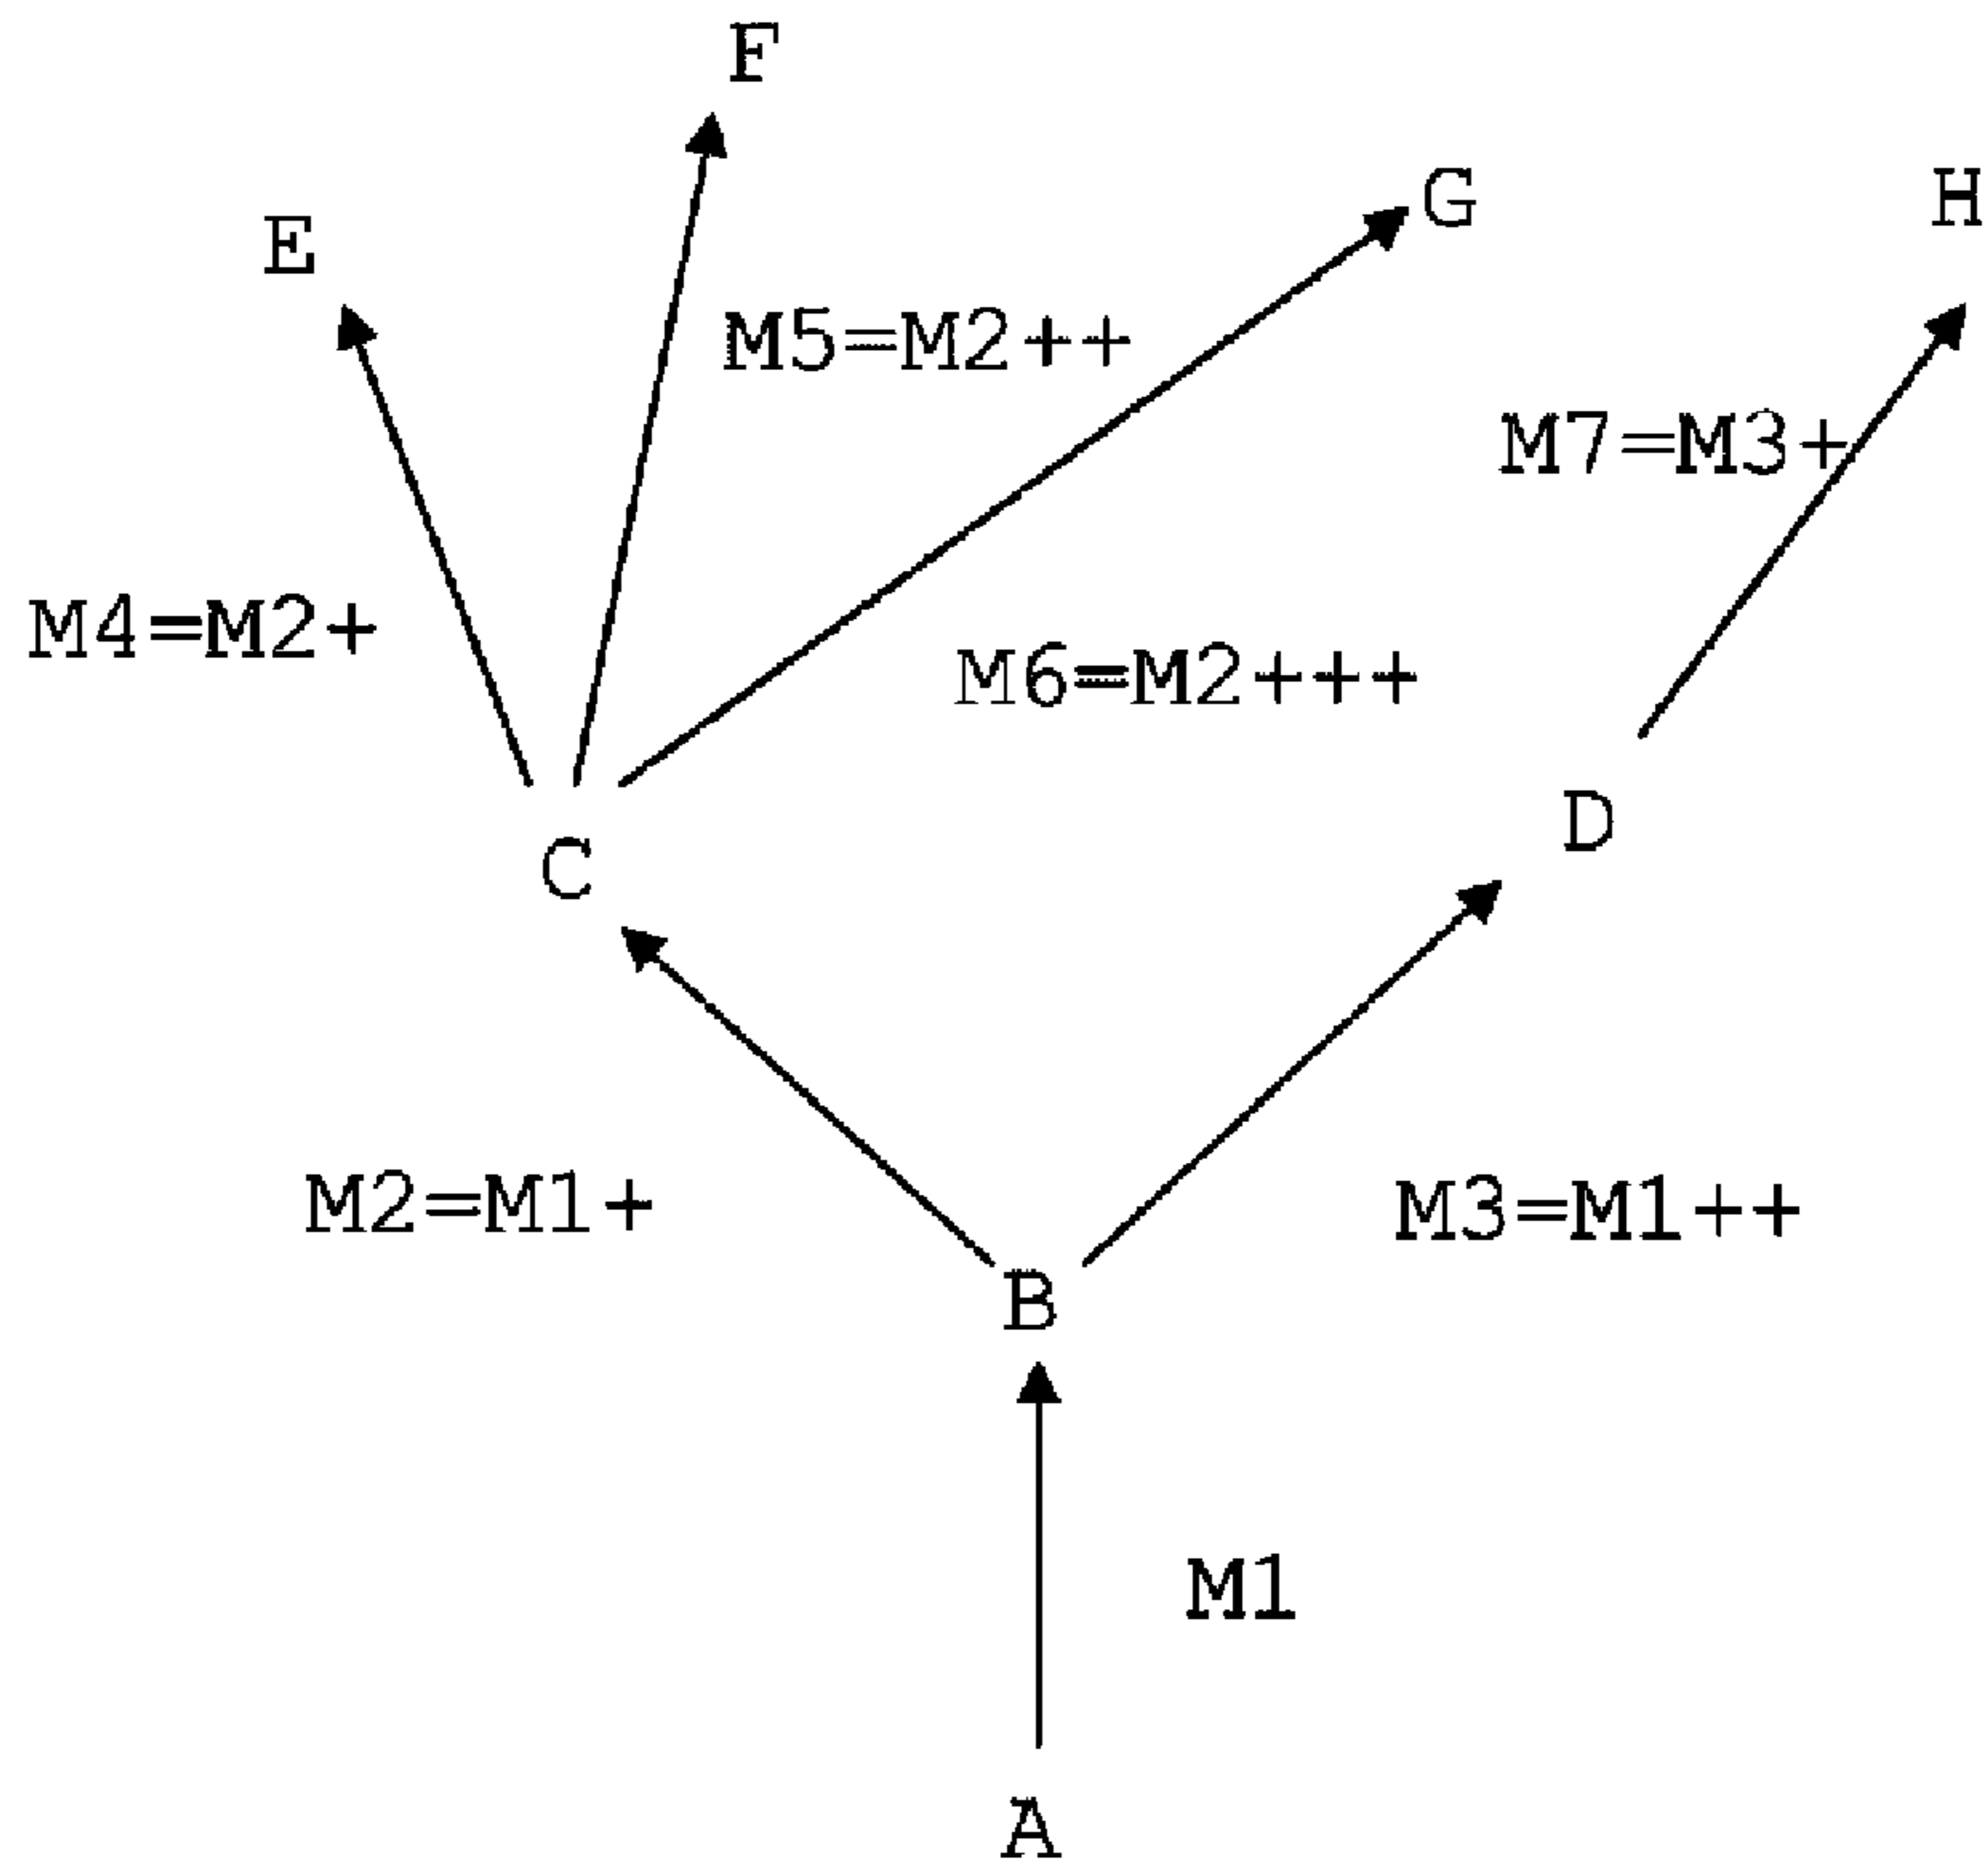 F
G
H
E
M5=M2++
M7=M3+
M4=M2+
M6=M2+++
D
C
M2=M1+
M3=M1++
B
M1
A